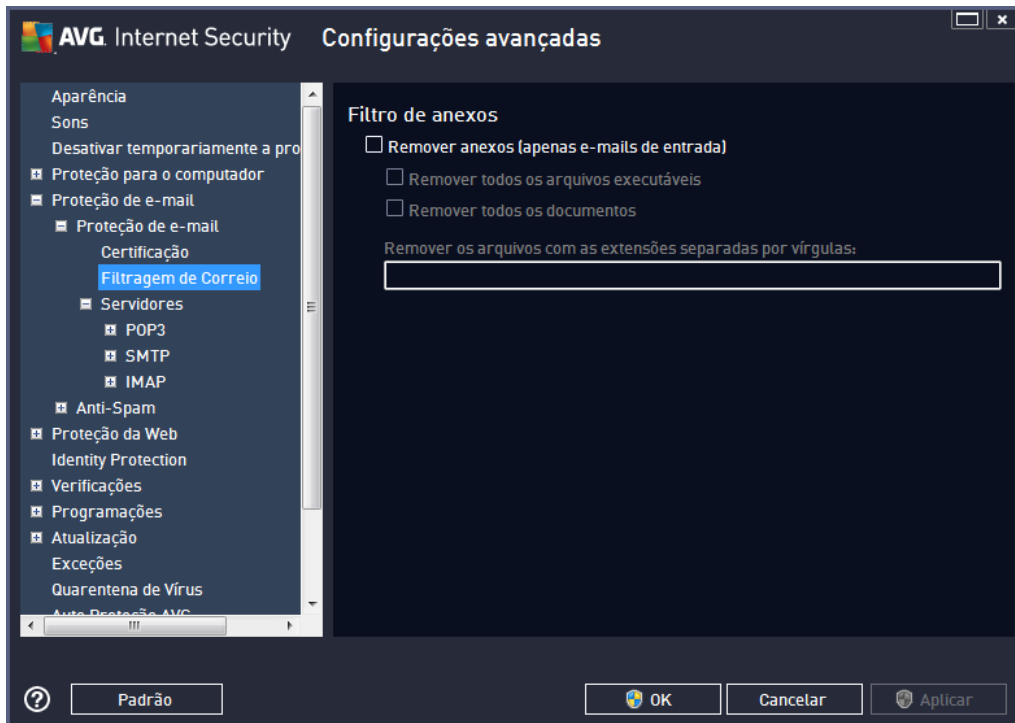 AVG. Internet Security Configurações avançadas
Aparência
Sons
Desativar temporariamente a pro
Proteção para o computador
Proteção de e-mail
Proteção de e-mail
Certificação
Filtragem de Correio
Servidores
POP3
SMTP
IMAP
Anti-Spam
Proteção da Web
Identity Protection
Verificações
Programações
Atualização
Exceções
Quarentena de Vírus
Auto Proteção AVG
Filtro de anexos
Remover anexos (apenas e-mails de entrada)
Remover todos os arquivos executáveis
Remover todos os documentos
Remover os arquivos com as extensões separadas por vírgulas:
? Padrão OK Cancelar Aplicar